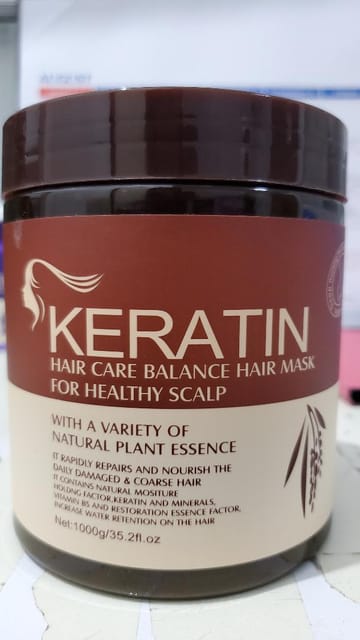 KERATIN
HAIR CARE BALANCE HAIR MASK
FOR HEALTHY SCALP
WITH A VARIETY OF
NATURAL PLANT ESSENCE
IT RAPIDLY REPAIRS AND NOURISH THE
DAILY DAMAGED & COARSE HAIR
IT CONTAINS NATURAL MOSITURE
HOLDNG FACTOR.KERATIN AND MINERALS,
VITAMIN B5 AND RESTORATION ESSENCE FACTOR,
INCREASE WATER RETENTION ON THE HAIR
Net:1000g/35.2fl.oz